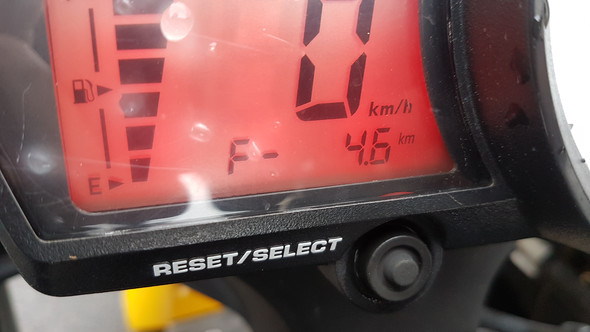 0 km/h
F- 4.6 km
E
RESET/SELECT